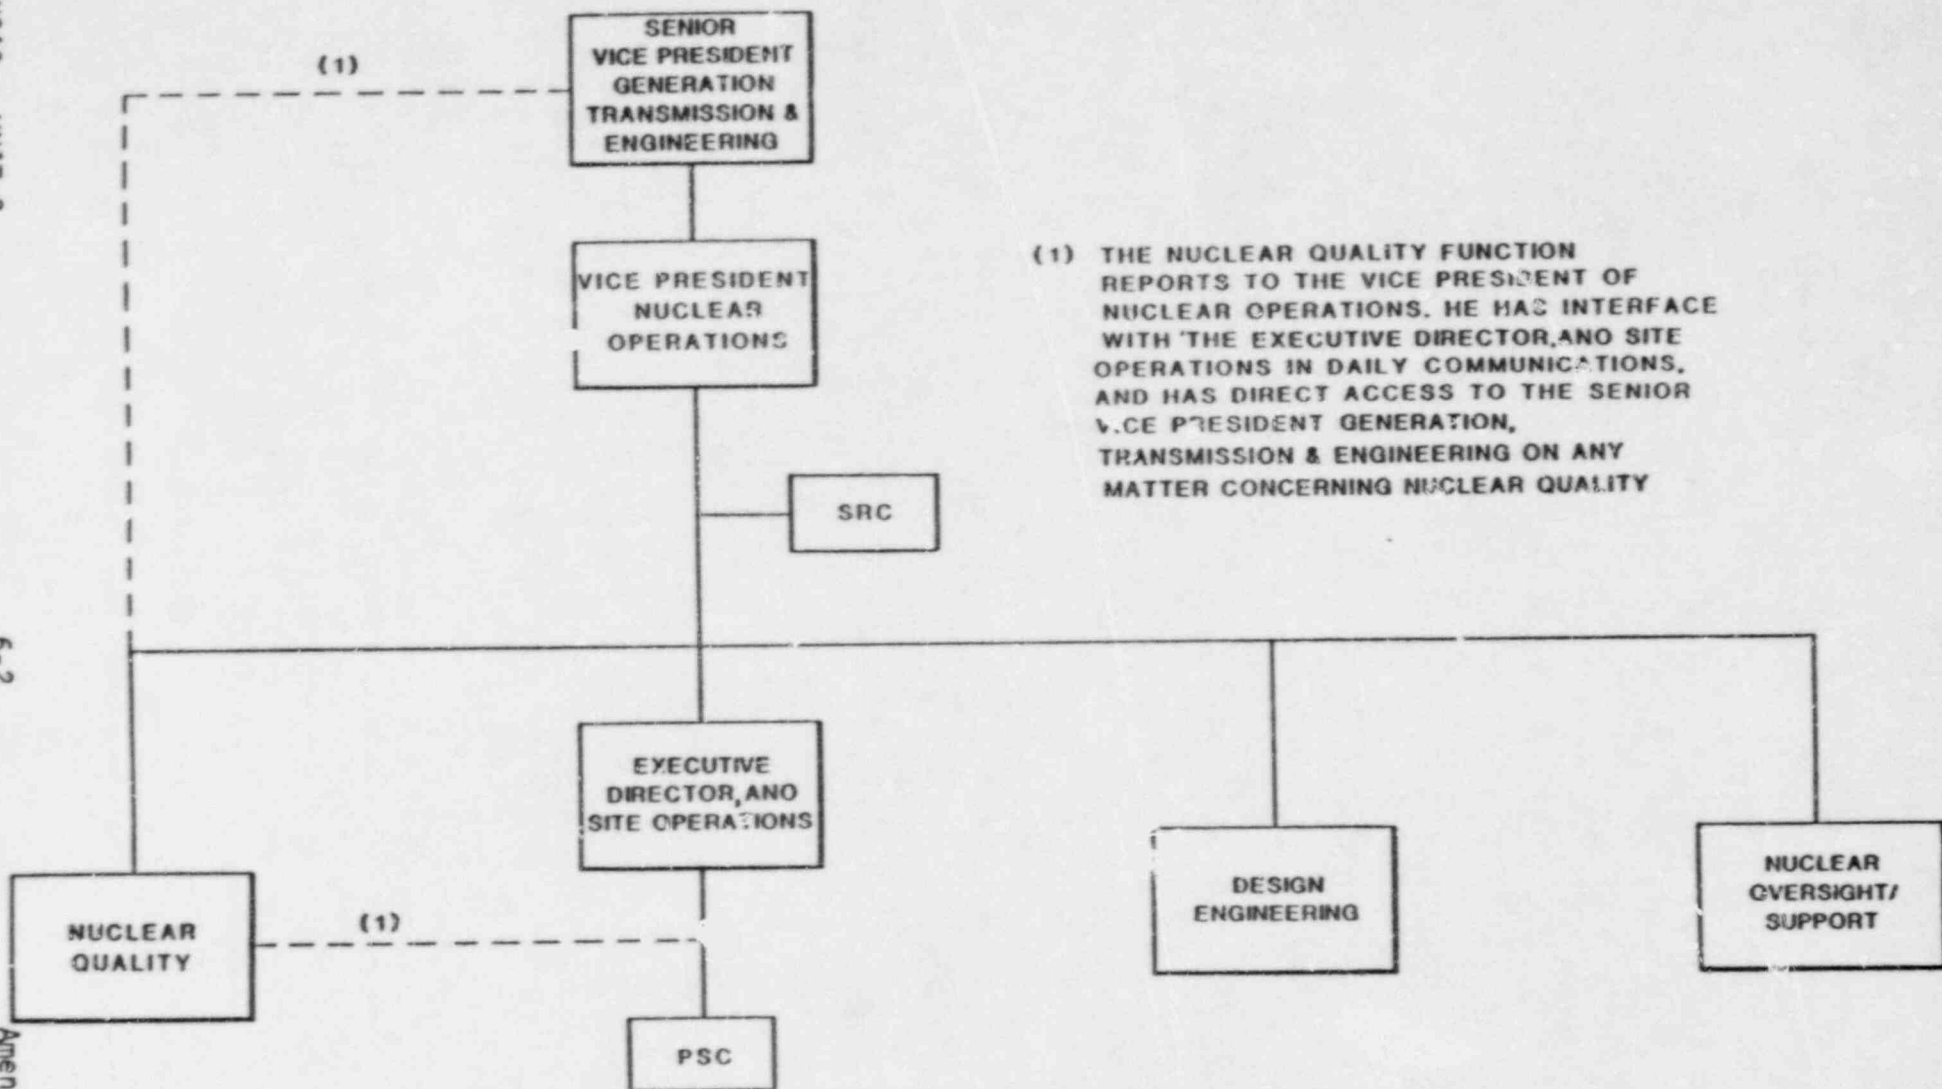 (1)
SENIOR
VICE PRESIDENT
GENERATION
TRANSMISSION &
ENGINEERING
VICE PRESIDENT
NUCLEAR
OPERATIONS
(1) THE NUCLEAR QUALITY FUNCTION
REPORTS TO THE VICE PRESIDENT OF
NUCLEAR OPERATIONS. HE HAS INTERFACE
WITH THE EXECUTIVE DIRECTOR,ANO SITE
OPERATIONS IN DAILY COMMUNICATIONS,
AND HAS DIRECT ACCESS TO THE SENIOR
VICE PRESIDENT GENERATION,
TRANSMISSION & ENGINEERING ON ANY
MATTER CONCERNING NUCLEAR QUALITY
SRC
EXECUTIVE
DIRECTOR,ANO
SITE OPERATIONS
NUCLEAR
QUALITY
(1)
DESIGN
ENGINEERING
NUCLEAR
OVERSIGHT/
SUPPORT
PSC
6-2